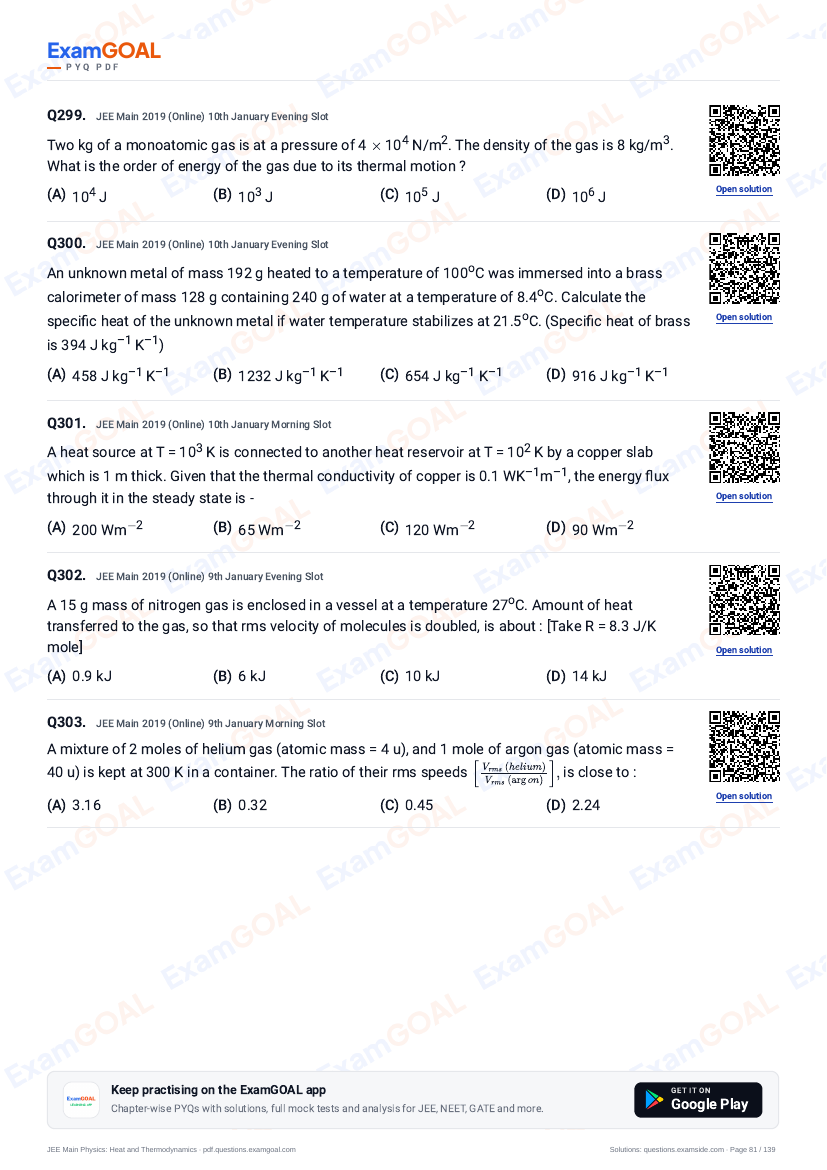 ExamGOAL
PYQ PDF
Q299. JEE Main 2019 (Online) 10th January Evening Slot
Two kg of a monoatomic gas is at a pressure of 4 × 10⁴ N/m². The density of the gas is 8 kg/m³.
What is the order of energy of the gas due to its thermal motion ?
(A) 10⁴ J (B) 10³ J (C) 10⁵ J (D) 10⁶ J
Open solution
Q300. JEE Main 2019 (Online) 10th January Evening Slot
An unknown metal of mass 192 g heated to a temperature of 100ᵒC was immersed into a brass
calorimeter of mass 128 g containing 240 g of water at a temperature of 8.4ᵒC. Calculate the
specific heat of the unknown metal if water temperature stabilizes at 21.5ᵒC. (Specific heat of brass
is 394 J kg⁻¹ K⁻¹)
(A) 458 J kg⁻¹ K⁻¹ (B) 1232 J kg⁻¹ K⁻¹ (C) 654 J kg⁻¹ K⁻¹ (D) 916 J kg⁻¹ K⁻¹
Open solution
Q301. JEE Main 2019 (Online) 10th January Morning Slot
A heat source at T = 10³ K is connected to another heat reservoir at T = 10² K by a copper slab
which is 1 m thick. Given that the thermal conductivity of copper is 0.1 WK⁻¹m⁻¹, the energy flux
through it in the steady state is -
(A) 200 Wm⁻² (B) 65 Wm⁻² (C) 120 Wm⁻² (D) 90 Wm⁻²
Open solution
Q302. JEE Main 2019 (Online) 9th January Evening Slot
A 15 g mass of nitrogen gas is enclosed in a vessel at a temperature 27ᵒC. Amount of heat
transferred to the gas, so that rms velocity of molecules is doubled, is about : [Take R = 8.3 J/K
mole]
(A) 0.9 kJ (B) 6 kJ (C) 10 kJ (D) 14 kJ
Open solution
Q303. JEE Main 2019 (Online) 9th January Morning Slot
A mixture of 2 moles of helium gas (atomic mass = 4 u), and 1 mole of argon gas (atomic mass =
40 u) is kept at 300 K in a container. The ratio of their rms speeds [V_rms (helium) / V_rms (argon)], is close to :
(A) 3.16 (B) 0.32 (C) 0.45 (D) 2.24
Open solution
Keep practising on the ExamGOAL app
Chapter-wise PYQs with solutions, full mock tests and analysis for JEE, NEET, GATE and more.
GET IT ON
Google Play
JEE Main Physics: Heat and Thermodynamics · pdf.questions.examgoal.com
Solutions: questions.examside.com · Page 81 / 139